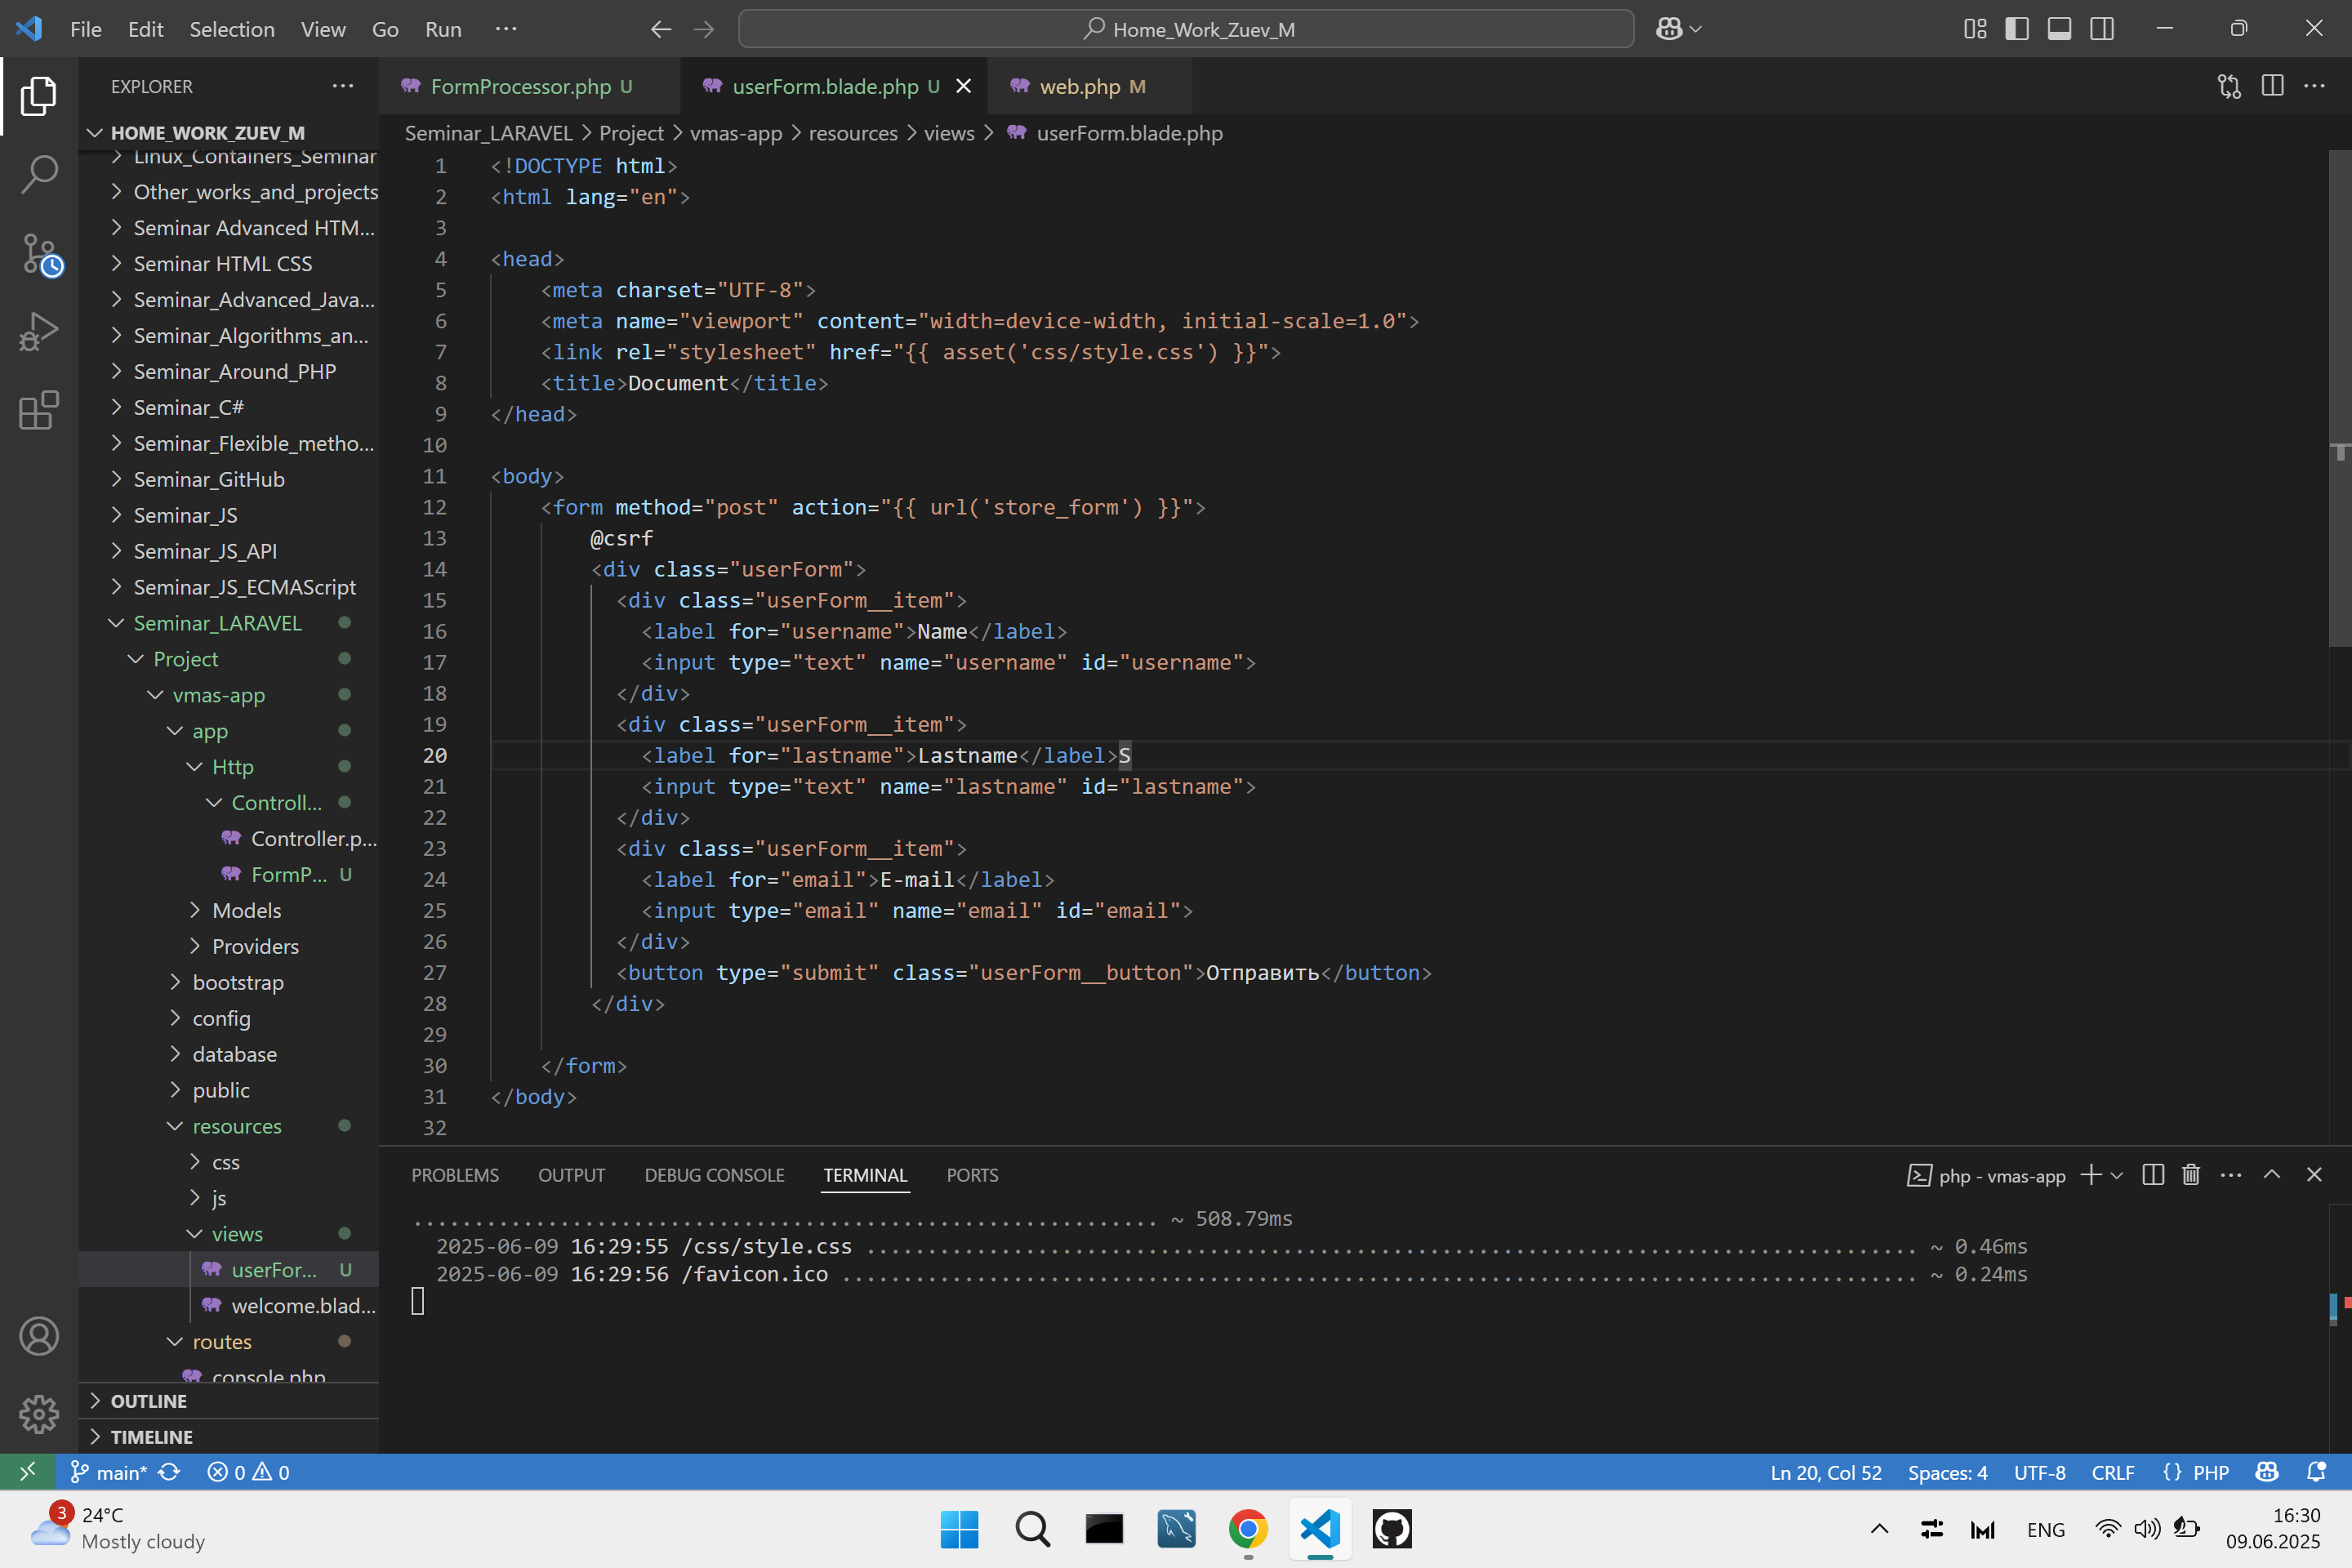 File Edit Selection View Go Run ··· Home_Work_Zuev_M
EXPLORER ···
HOME_WORK_ZUEV_M
Linux_Containers_Seminar
Other_works_and_projects
Seminar Advanced HTM...
Seminar HTML CSS
Seminar_Advanced_Java...
Seminar_Algorithms_an...
Seminar_Around_PHP
Seminar_C#
Seminar_Flexible_metho...
Seminar_GitHub
Seminar_JS
Seminar_JS_API
Seminar_JS_ECMAScript
Seminar_LARAVEL
Project
vmas-app
app
Http
Controll...
Controller.p...
FormP... U
Models
Providers
bootstrap
config
database
public
resources
css
js
views
userFor... U
welcome.blad...
routes
console.php
OUTLINE
TIMELINE
FormProcessor.php U userForm.blade.php U web.php M
Seminar_LARAVEL > Project > vmas-app > resources > views > userForm.blade.php
1 <!DOCTYPE html>
2 <html lang="en">
3
4 <head>
5 <meta charset="UTF-8">
6 <meta name="viewport" content="width=device-width, initial-scale=1.0">
7 <link rel="stylesheet" href="{{ asset('css/style.css') }}">
8 <title>Document</title>
9 </head>
10
11 <body>
12 <form method="post" action="{{ url('store_form') }}">
13 @csrf
14 <div class="userForm">
15 <div class="userForm__item">
16 <label for="username">Name</label>
17 <input type="text" name="username" id="username">
18 </div>
19 <div class="userForm__item">
20 <label for="lastname">Lastname</label>S
21 <input type="text" name="lastname" id="lastname">
22 </div>
23 <div class="userForm__item">
24 <label for="email">E-mail</label>
25 <input type="email" name="email" id="email">
26 </div>
27 <button type="submit" class="userForm__button">Отправить</button>
28 </div>
29
30 </form>
31 </body>
32
PROBLEMS OUTPUT DEBUG CONSOLE TERMINAL PORTS php - vmas-app
............................................................. ~ 508.79ms
2025-06-09 16:29:55 /css/style.css ...................................................................................... ~ 0.46ms
2025-06-09 16:29:56 /favicon.ico ........................................................................................ ~ 0.24ms
main* 0 0 Ln 20, Col 52 Spaces: 4 UTF-8 CRLF {} PHP
3 24°C
Mostly cloudy
ENG
16:30
09.06.2025